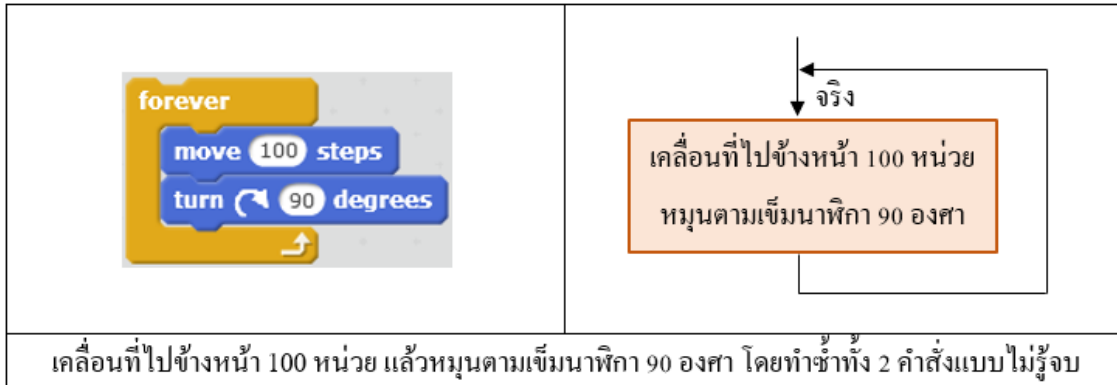 forever
move 100 steps
turn 90 degrees
จริง
เคลื่อนที่ไปข้างหน้า 100 หน่วย
หมุนตามเข็มนาฬิกา 90 องศา
เคลื่อนที่ไปข้างหน้า 100 หน่วย แล้วหมุนตามเข็มนาฬิกา 90 องศา โดยทำซ้ำทั้ง 2 คำสั่งแบบไม่รู้จบ